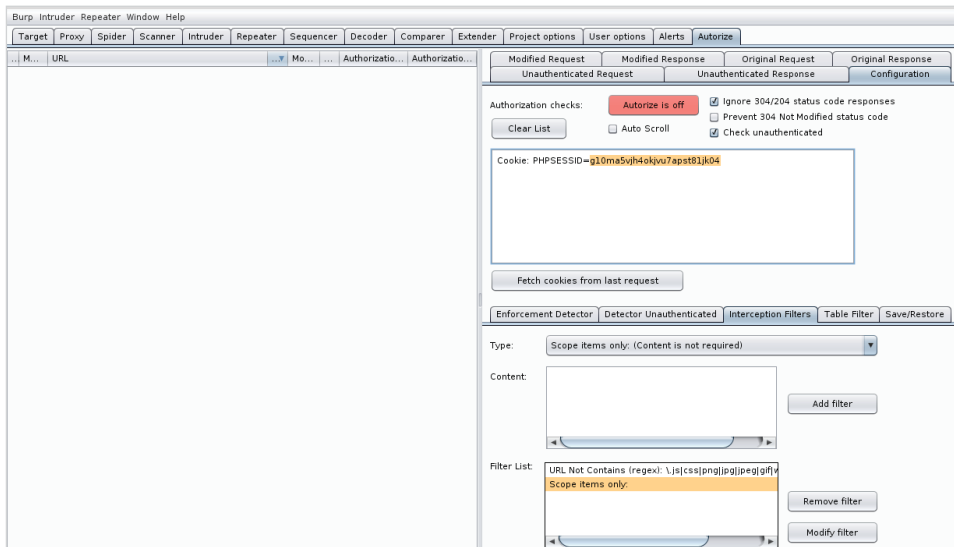 Burp Intruder Repeater Window Help
Target Proxy Spider Scanner Intruder Repeater Sequencer Decoder Comparer Extender Project options User options Alerts Autorize
... M... URL ... Mo... ... Authorizatio... Authorizatio...
Modified Request Modified Response Original Request Original Response
Unauthenticated Request Unauthenticated Response Configuration
Authorization checks: Autorize is off Ignore 304/204 status code responses
Prevent 304 Not Modified status code
Clear List Auto Scroll Check unauthenticated
Cookie: PHPSESSID=gl0ma5vjh4okjvu7apst81jk04
Fetch cookies from last request
Enforcement Detector Detector Unauthenticated Interception Filters Table Filter Save/Restore
Type: Scope items only: (Content is not required)
Content:
Add filter
Filter List: URL Not Contains (regex): \.js|css|png|jpg|jpeg|gif|w
Scope items only:
Remove filter
Modify filter